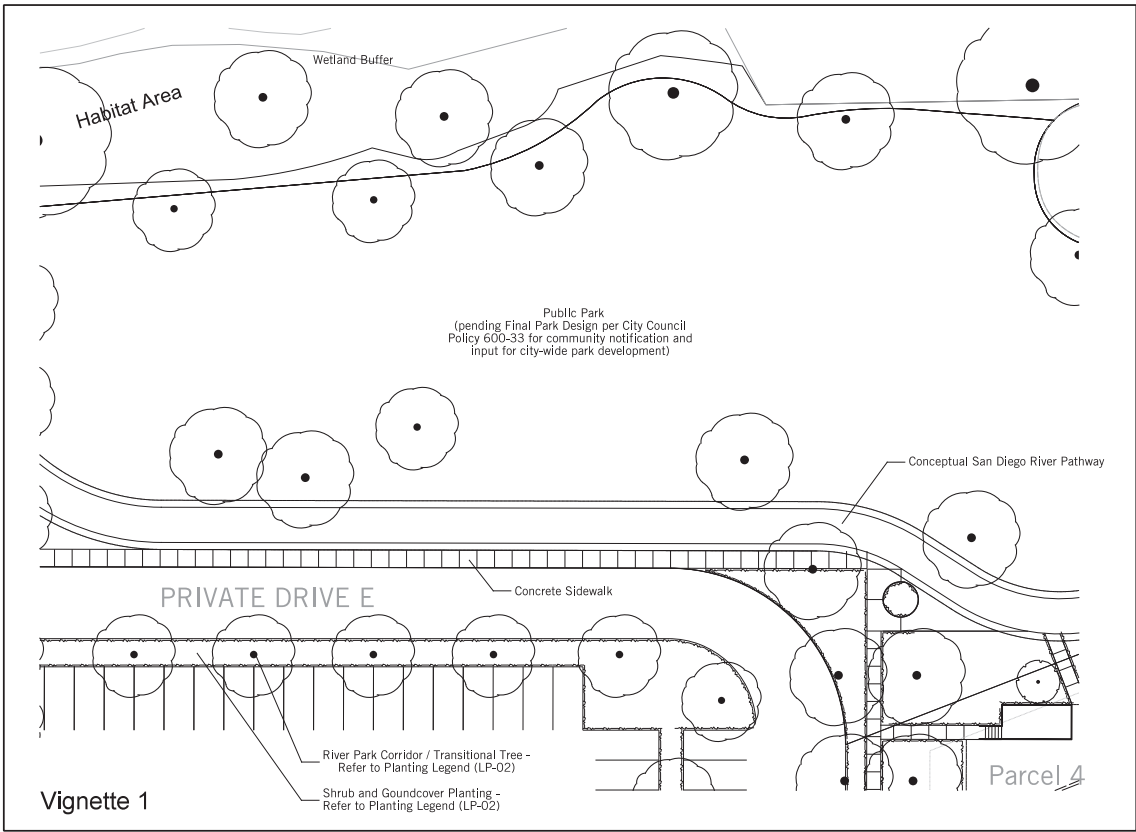 Wetland Buffer
Habitat Area
Public Park
(pending Final Park Design per City Council
Policy 600-33 for community notification and
input for city-wide park development)
Conceptual San Diego River Pathway
Concrete Sidewalk
PRIVATE DRIVE E
River Park Corridor / Transitional Tree -
Refer to Planting Legend (LP-02)
Shrub and Goundcover Planting -
Refer to Planting Legend (LP-02)
Parcel 4
Vignette 1